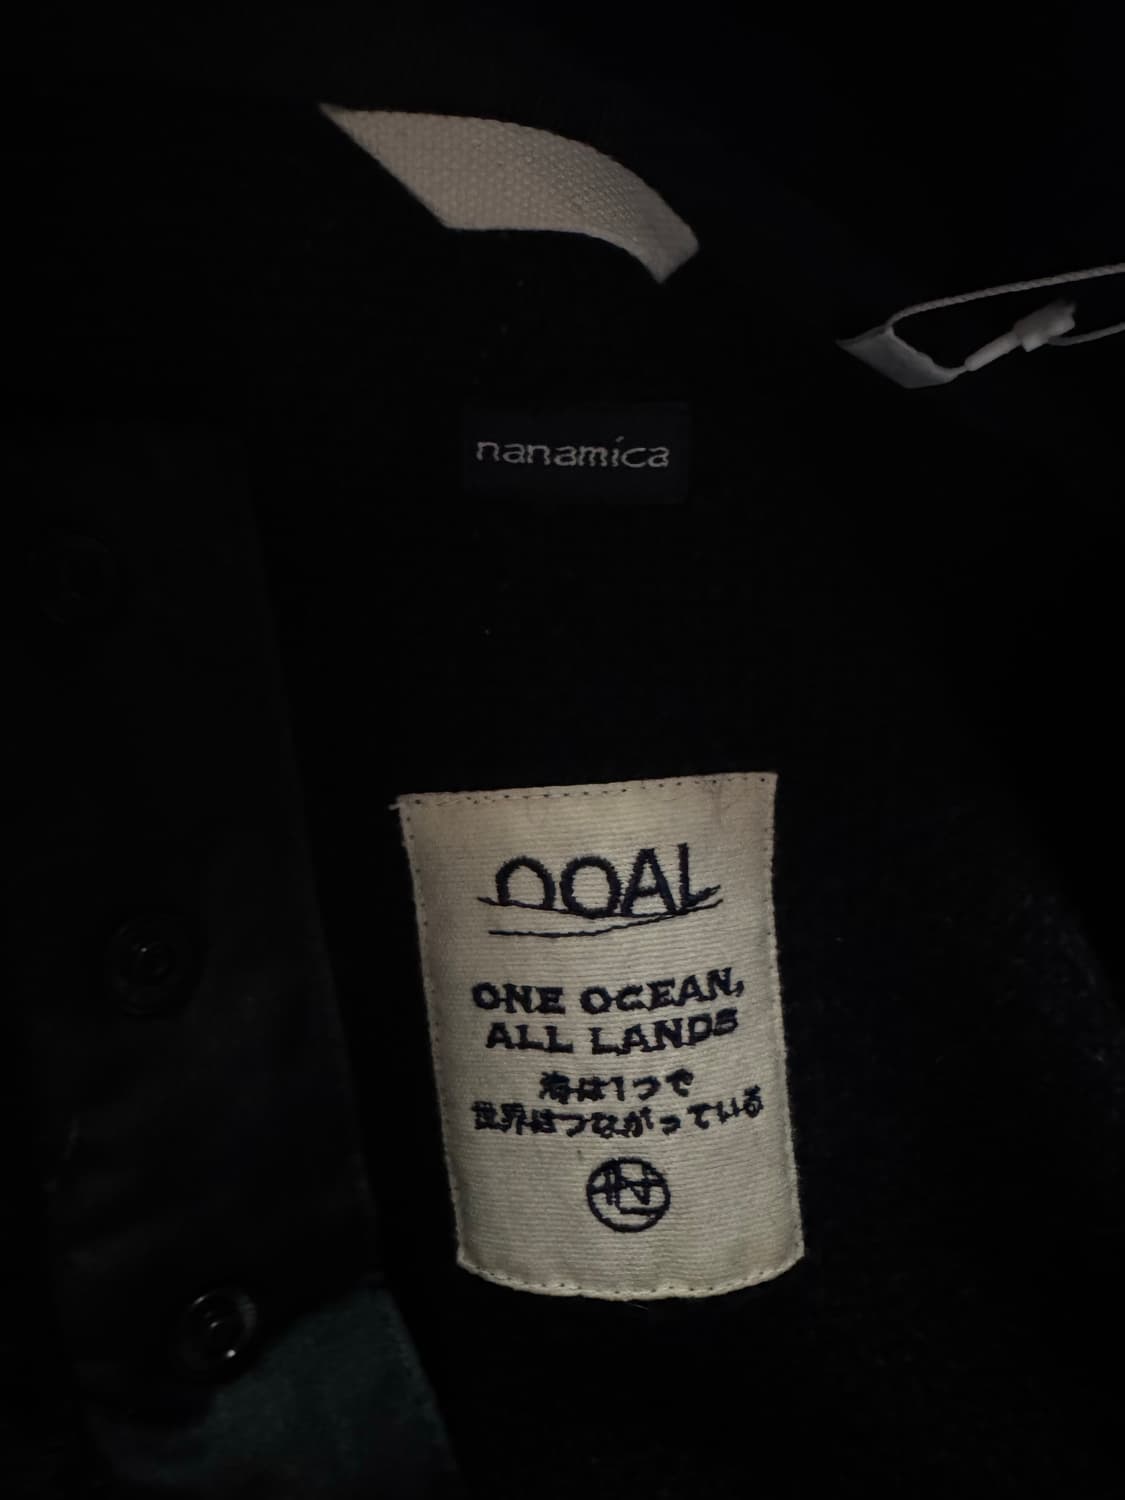 nanamica
OOAL
ONE OCEAN,
ALL LANDS
海は1つで
世界はつながっている